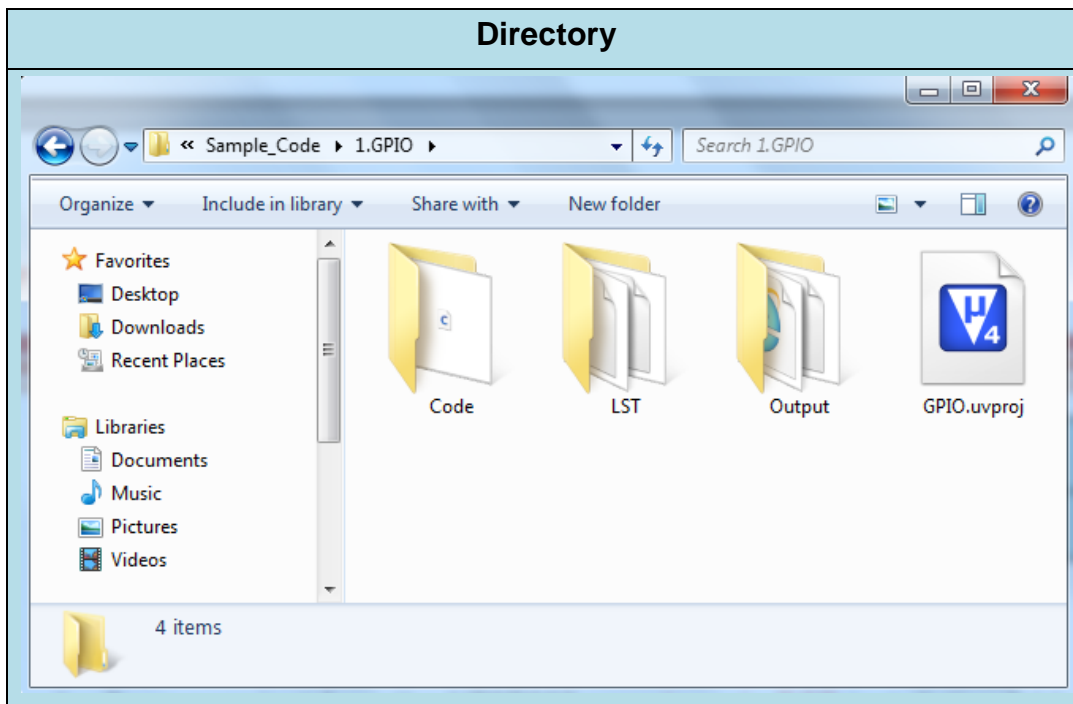 Directory
« Sample_Code ▸ 1.GPIO ▸
Search 1.GPIO
Organize ▾ Include in library ▾ Share with ▾ New folder
Favorites
Desktop
Downloads
Recent Places
Libraries
Documents
Music
Pictures
Videos
c
Code
LST
Output
µV4
GPIO.uvproj
4 items